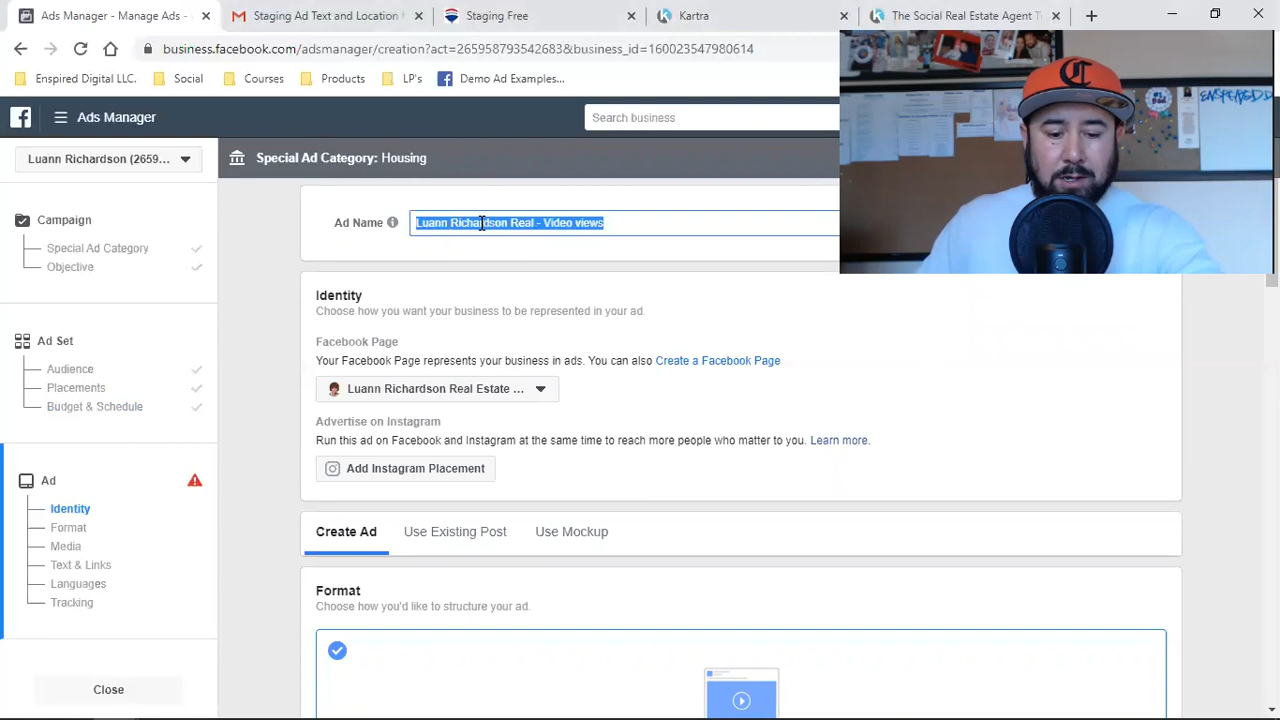 Ads Manager - Manage Ads -
Staging Ad Text and Location
Staging Free
Kartra
The Social Real Estate Agent T
business.facebook.com/adsmanager/creation?act=265958793542683&business_id=160023547980614
Enspired Digital LLC.
Social
Courses
Products
LP's
Demo Ad Examples...
Ads Manager
Search business
Luann Richardson (2659...
Special Ad Category: Housing
Campaign
Special Ad Category
Objective
Ad Set
Audience
Placements
Budget & Schedule
Ad
Identity
Format
Media
Text & Links
Languages
Tracking
Close
Ad Name
Luann Richardson Real - Video views
Identity
Choose how you want your business to be represented in your ad.
Facebook Page
Your Facebook Page represents your business in ads. You can also Create a Facebook Page
Luann Richardson Real Estate ...
Advertise on Instagram
Run this ad on Facebook and Instagram at the same time to reach more people who matter to you. Learn more.
Add Instagram Placement
Create Ad
Use Existing Post
Use Mockup
Format
Choose how you'd like to structure your ad.